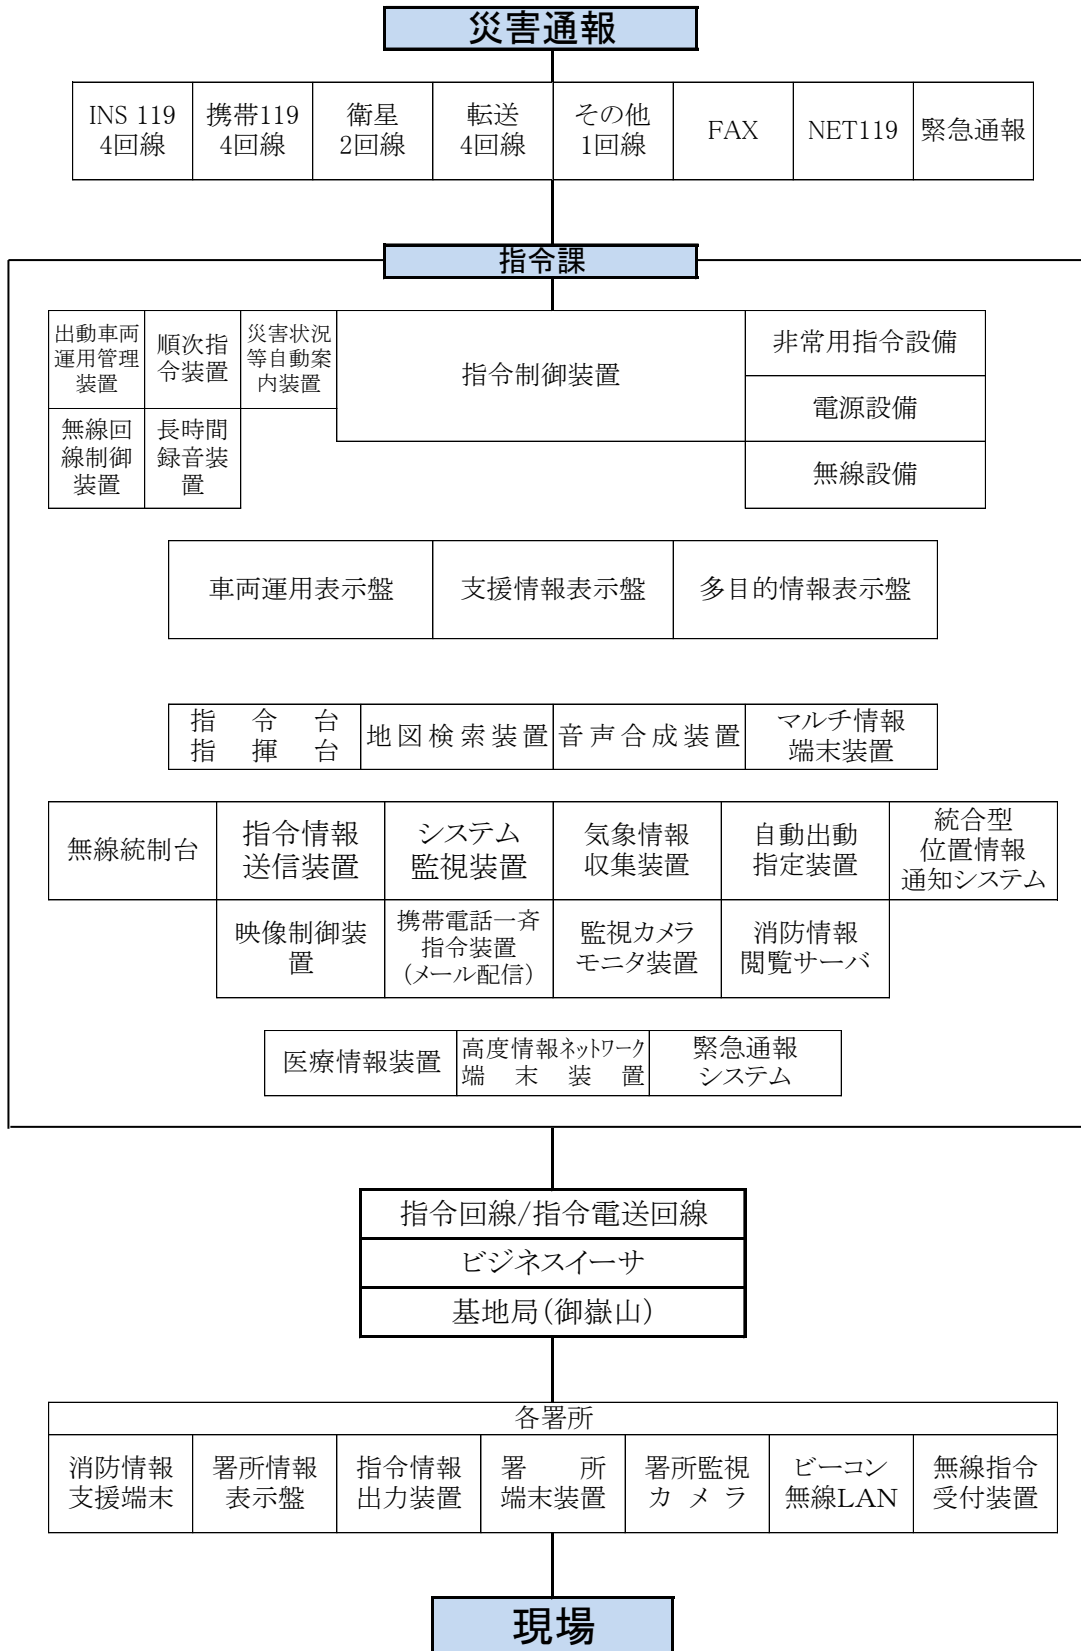 災害通報
INS 119
4回線
携帯119
4回線
衛星
2回線
転送
4回線
その他
1回線
FAX
NET119
緊急通報
指令課
出動車両
運用管理
装置
順次指
令装置
災害状況
等自動案
内装置
指令制御装置
非常用指令設備
電源設備
無線設備
無線回
線制御
装置
長時間
録音装
置
車両運用表示盤
支援情報表示盤
多目的情報表示盤
指令台
指揮台
地図検索装置
音声合成装置
マルチ情報
端末装置
無線統制台
指令情報
送信装置
システム
監視装置
気象情報
収集装置
自動出動
指定装置
統合型
位置情報
通知システム
映像制御装
置
携帯電話一斉
指令装置
(メール配信)
監視カメラ
モニタ装置
消防情報
閲覧サーバ
医療情報装置
高度情報ネットワーク
端末装置
緊急通報
システム
指令回線/指令電送回線
ビジネスイーサ
基地局(御嶽山)
各署所
消防情報
支援端末
署所情報
表示盤
指令情報
出力装置
署所
端末装置
署所監視
カメラ
ビーコン
無線LAN
無線指令
受付装置
現場